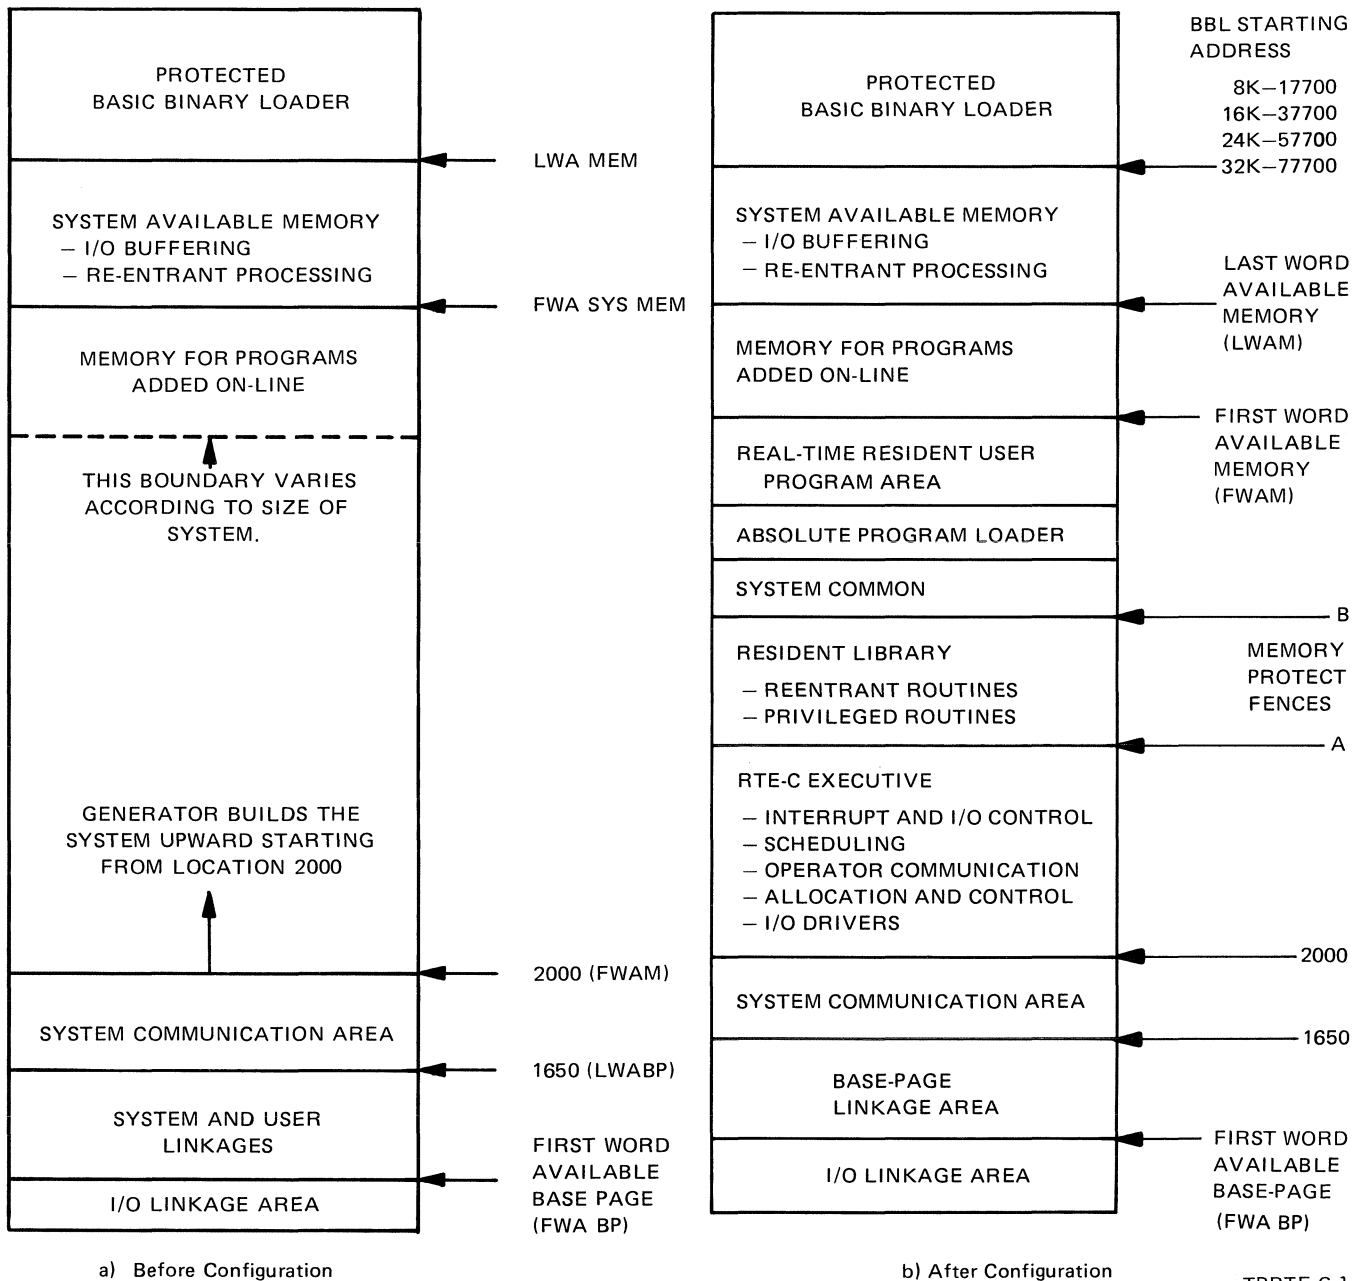 PROTECTED
BASIC BINARY LOADER
LWA MEM
SYSTEM AVAILABLE MEMORY
– I/O BUFFERING
– RE-ENTRANT PROCESSING
FWA SYS MEM
MEMORY FOR PROGRAMS
ADDED ON-LINE
THIS BOUNDARY VARIES
ACCORDING TO SIZE OF
SYSTEM.
GENERATOR BUILDS THE
SYSTEM UPWARD STARTING
FROM LOCATION 2000
2000 (FWAM)
SYSTEM COMMUNICATION AREA
1650 (LWABP)
SYSTEM AND USER
LINKAGES
FIRST WORD
AVAILABLE
BASE PAGE
(FWA BP)
I/O LINKAGE AREA
a) Before Configuration
BBL STARTING
ADDRESS
8K–17700
16K–37700
24K–57700
32K–77700
PROTECTED
BASIC BINARY LOADER
SYSTEM AVAILABLE MEMORY
– I/O BUFFERING
– RE-ENTRANT PROCESSING
LAST WORD
AVAILABLE
MEMORY
(LWAM)
MEMORY FOR PROGRAMS
ADDED ON-LINE
FIRST WORD
AVAILABLE
MEMORY
(FWAM)
REAL-TIME RESIDENT USER
PROGRAM AREA
ABSOLUTE PROGRAM LOADER
SYSTEM COMMON
B
RESIDENT LIBRARY
– REENTRANT ROUTINES
– PRIVILEGED ROUTINES
MEMORY
PROTECT
FENCES
A
RTE-C EXECUTIVE
– INTERRUPT AND I/O CONTROL
– SCHEDULING
– OPERATOR COMMUNICATION
– ALLOCATION AND CONTROL
– I/O DRIVERS
2000
SYSTEM COMMUNICATION AREA
1650
BASE-PAGE
LINKAGE AREA
FIRST WORD
AVAILABLE
BASE-PAGE
(FWA BP)
I/O LINKAGE AREA
b) After Configuration